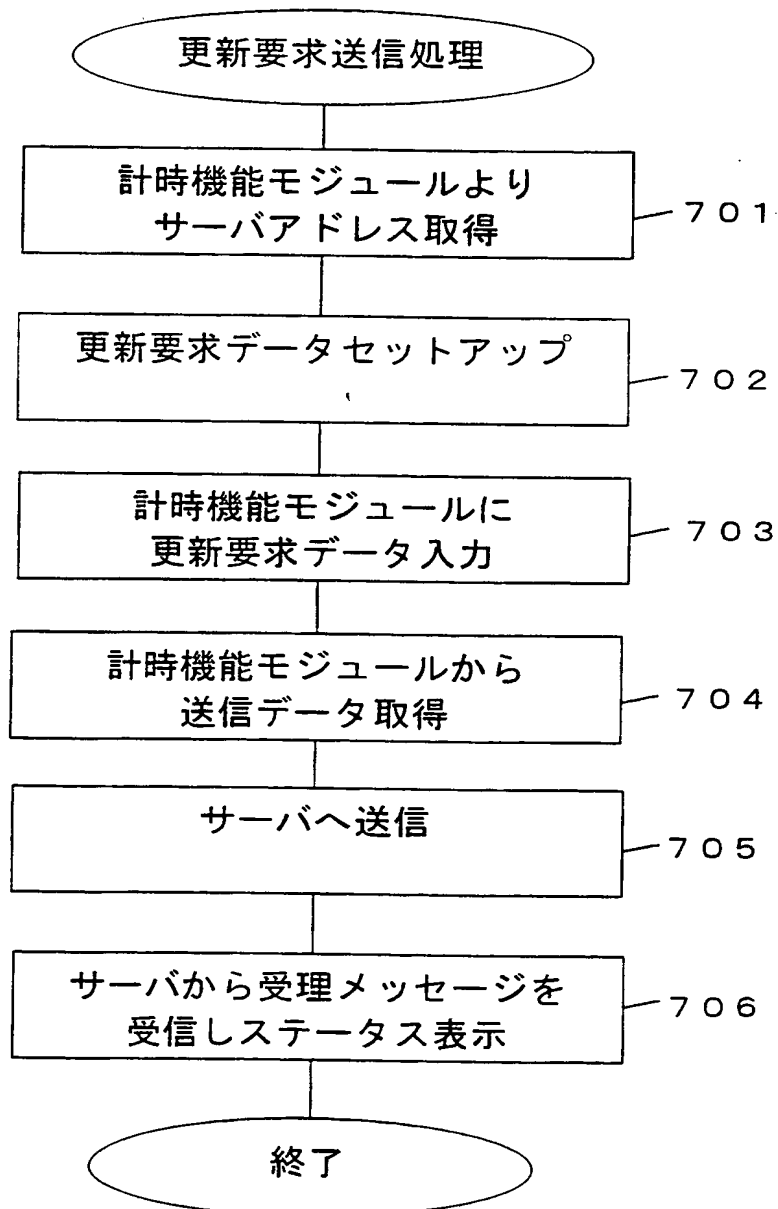 更新要求送信処理
計時機能モジュールより
サーバアドレス取得
701
更新要求データセットアップ
702
計時機能モジュールに
更新要求データ入力
703
計時機能モジュールから
送信データ取得
704
サーバへ送信
705
サーバから受理メッセージを
受信しステータス表示
706
終了